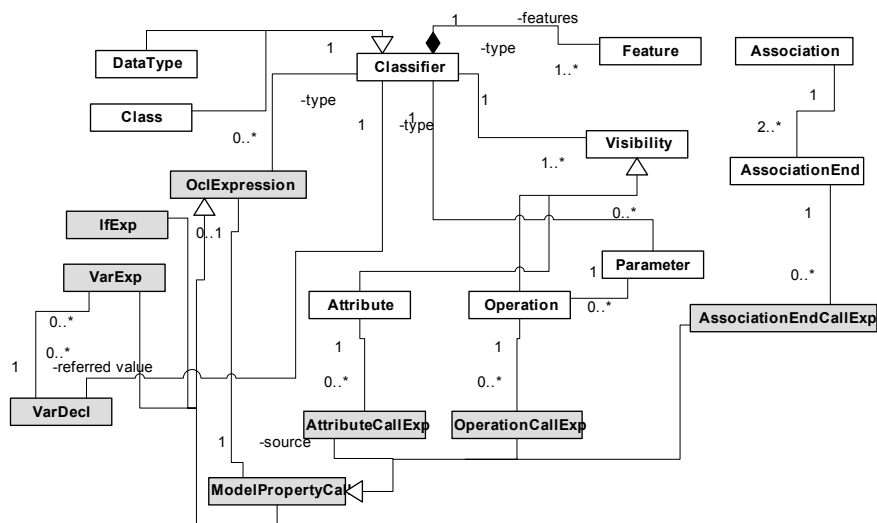 1
-features
Association
DataType
1
Classifier
-type
Feature
1..*
1
Class
-type
1
1
-type
1
2..*
0..*
Visibility
1..*
AssociationEnd
OclExpression
IfExp
0..1
0..*
1
VarExp
1
Parameter
0..*
Attribute
Operation
0..*
AssociationEndCallExp
0..*
0..*
1
-referred value
1
1
0..*
0..*
VarDecl
AttributeCallExp
OperationCallExp
1
-source
ModelPropertyCall